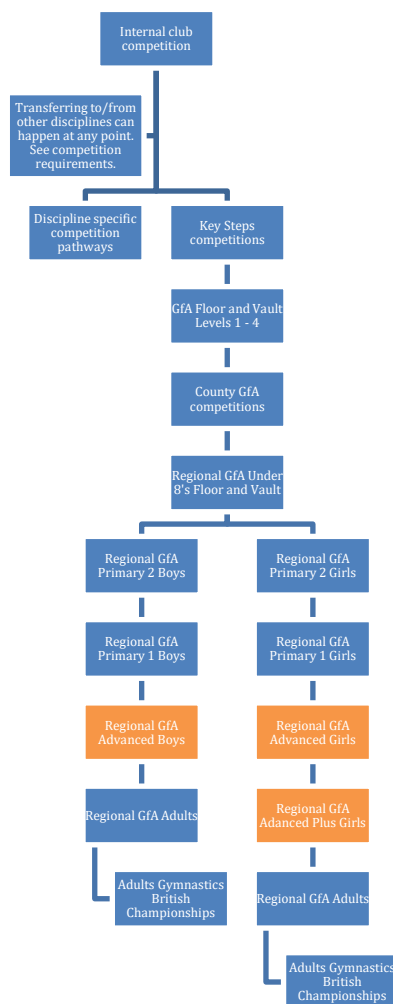 Internal club
competition
Transferring to/from
other disciplines can
happen at any point.
See competition
requirements.
Discipline specific
competition
pathways
Key Steps
competitions
GfA Floor and Vault
Levels 1 - 4
County GfA
competitions
Regional GfA Under
8's Floor and Vault
Regional GfA
Primary 2 Boys
Regional GfA
Primary 2 Girls
Regional GfA
Primary 1 Boys
Regional GfA
Primary 1 Girls
Regional GfA
Advanced Boys
Regional GfA
Advanced Girls
Regional GfA Adults
Regional GfA
Adanced Plus Girls
Adults Gymnastics
British
Championships
Regional GfA Adults
Adults Gymnastics
British
Championships